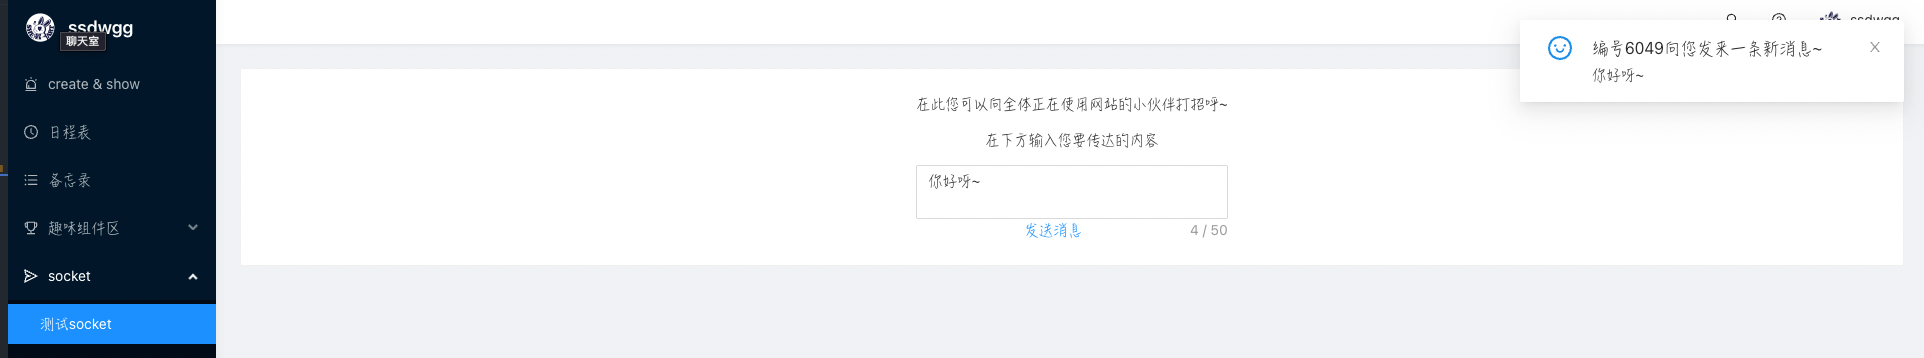 ssdwgg
聊天室
create & show
日程表
备忘录
趣味组件区
socket
测试socket
ssdwgg
编号6049向您发来一条新消息~
你好呀~
在此您可以向全体正在使用网站的小伙伴打招呼~
在下方输入您要传达的内容
你好呀~
发送消息
4 / 50